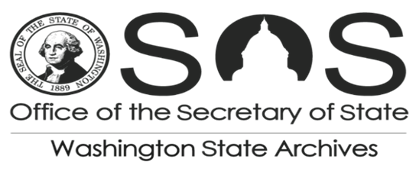 THE SEAL OF THE STATE OF WASHINGTON
1889
SOS
Office of the Secretary of State
Washington State Archives